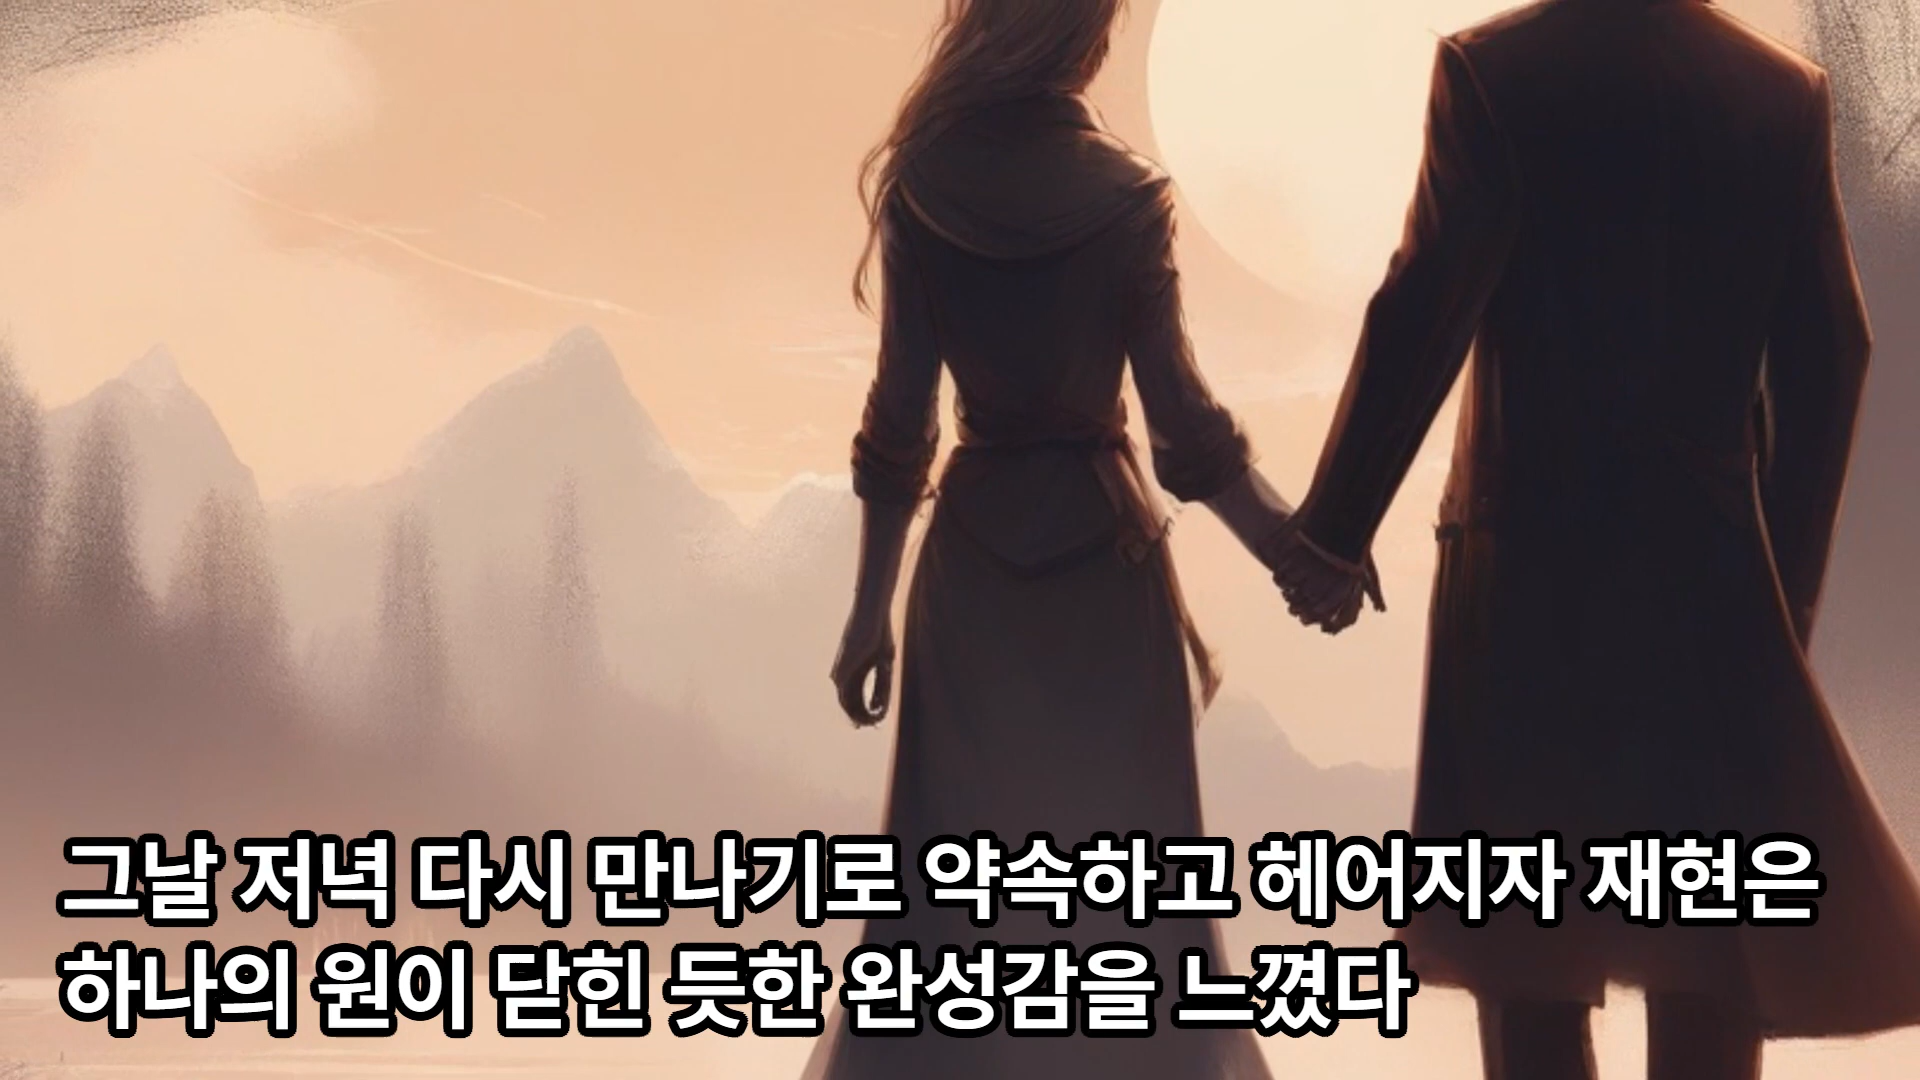 그날 저녁 다시 만나기로 약속하고 헤어지자 재현은
하나의 원이 닫힌 듯한 완성감을 느꼈다